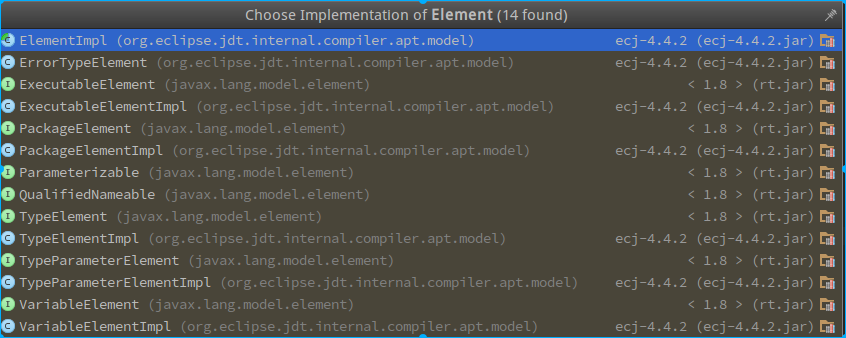 Choose Implementation of Element (14 found)
ElementImpl (org.eclipse.jdt.internal.compiler.apt.model) ecj-4.4.2 (ecj-4.4.2.jar)
ErrorTypeElement (org.eclipse.jdt.internal.compiler.apt.model) ecj-4.4.2 (ecj-4.4.2.jar)
ExecutableElement (javax.lang.model.element) < 1.8 > (rt.jar)
ExecutableElementImpl (org.eclipse.jdt.internal.compiler.apt.model) ecj-4.4.2 (ecj-4.4.2.jar)
PackageElement (javax.lang.model.element) < 1.8 > (rt.jar)
PackageElementImpl (org.eclipse.jdt.internal.compiler.apt.model) ecj-4.4.2 (ecj-4.4.2.jar)
Parameterizable (javax.lang.model.element) < 1.8 > (rt.jar)
QualifiedNameable (javax.lang.model.element) < 1.8 > (rt.jar)
TypeElement (javax.lang.model.element) < 1.8 > (rt.jar)
TypeElementImpl (org.eclipse.jdt.internal.compiler.apt.model) ecj-4.4.2 (ecj-4.4.2.jar)
TypeParameterElement (javax.lang.model.element) < 1.8 > (rt.jar)
TypeParameterElementImpl (org.eclipse.jdt.internal.compiler.apt.model) ecj-4.4.2 (ecj-4.4.2.jar)
VariableElement (javax.lang.model.element) < 1.8 > (rt.jar)
VariableElementImpl (org.eclipse.jdt.internal.compiler.apt.model) ecj-4.4.2 (ecj-4.4.2.jar)